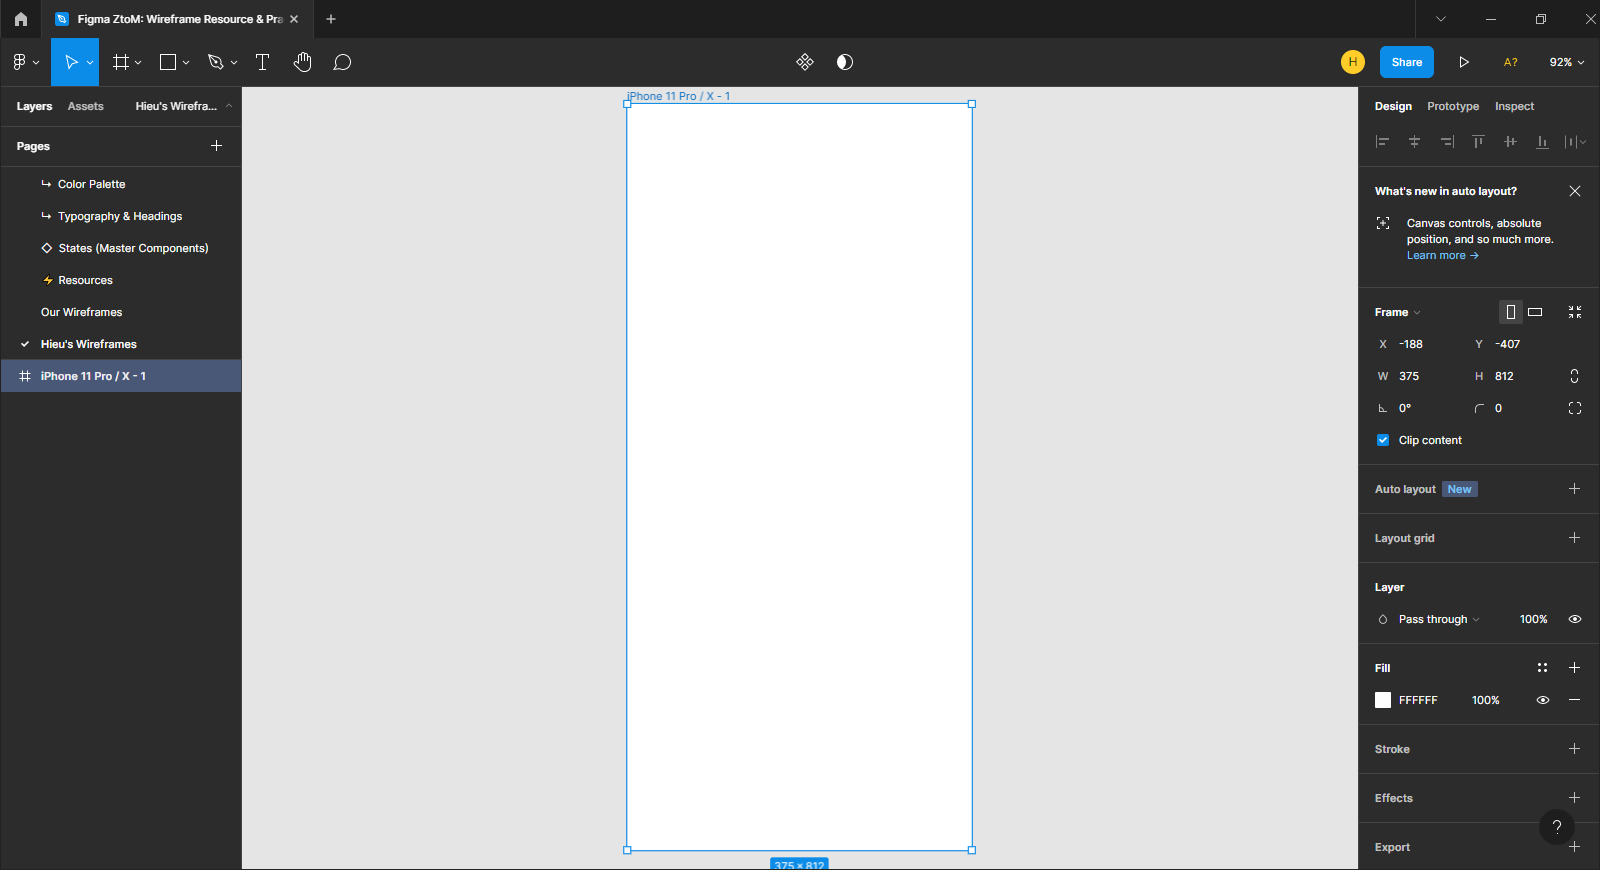 Figma ZtoM: Wireframe Resource & Pra
H
Share
A?
92%
Layers
Assets
Hieu's Wirefra...
Pages
Color Palette
Typography & Headings
States (Master Components)
Resources
Our Wireframes
Hieu's Wireframes
iPhone 11 Pro / X - 1
iPhone 11 Pro / X - 1
375 × 812
Design
Prototype
Inspect
What's new in auto layout?
Canvas controls, absolute
position, and so much more.
Learn more →
Frame
X -188 Y -407
W 375 H 812
0° 0
Clip content
Auto layout New
Layout grid
Layer
Pass through 100%
Fill
FFFFFF 100%
Stroke
Effects
?
Export